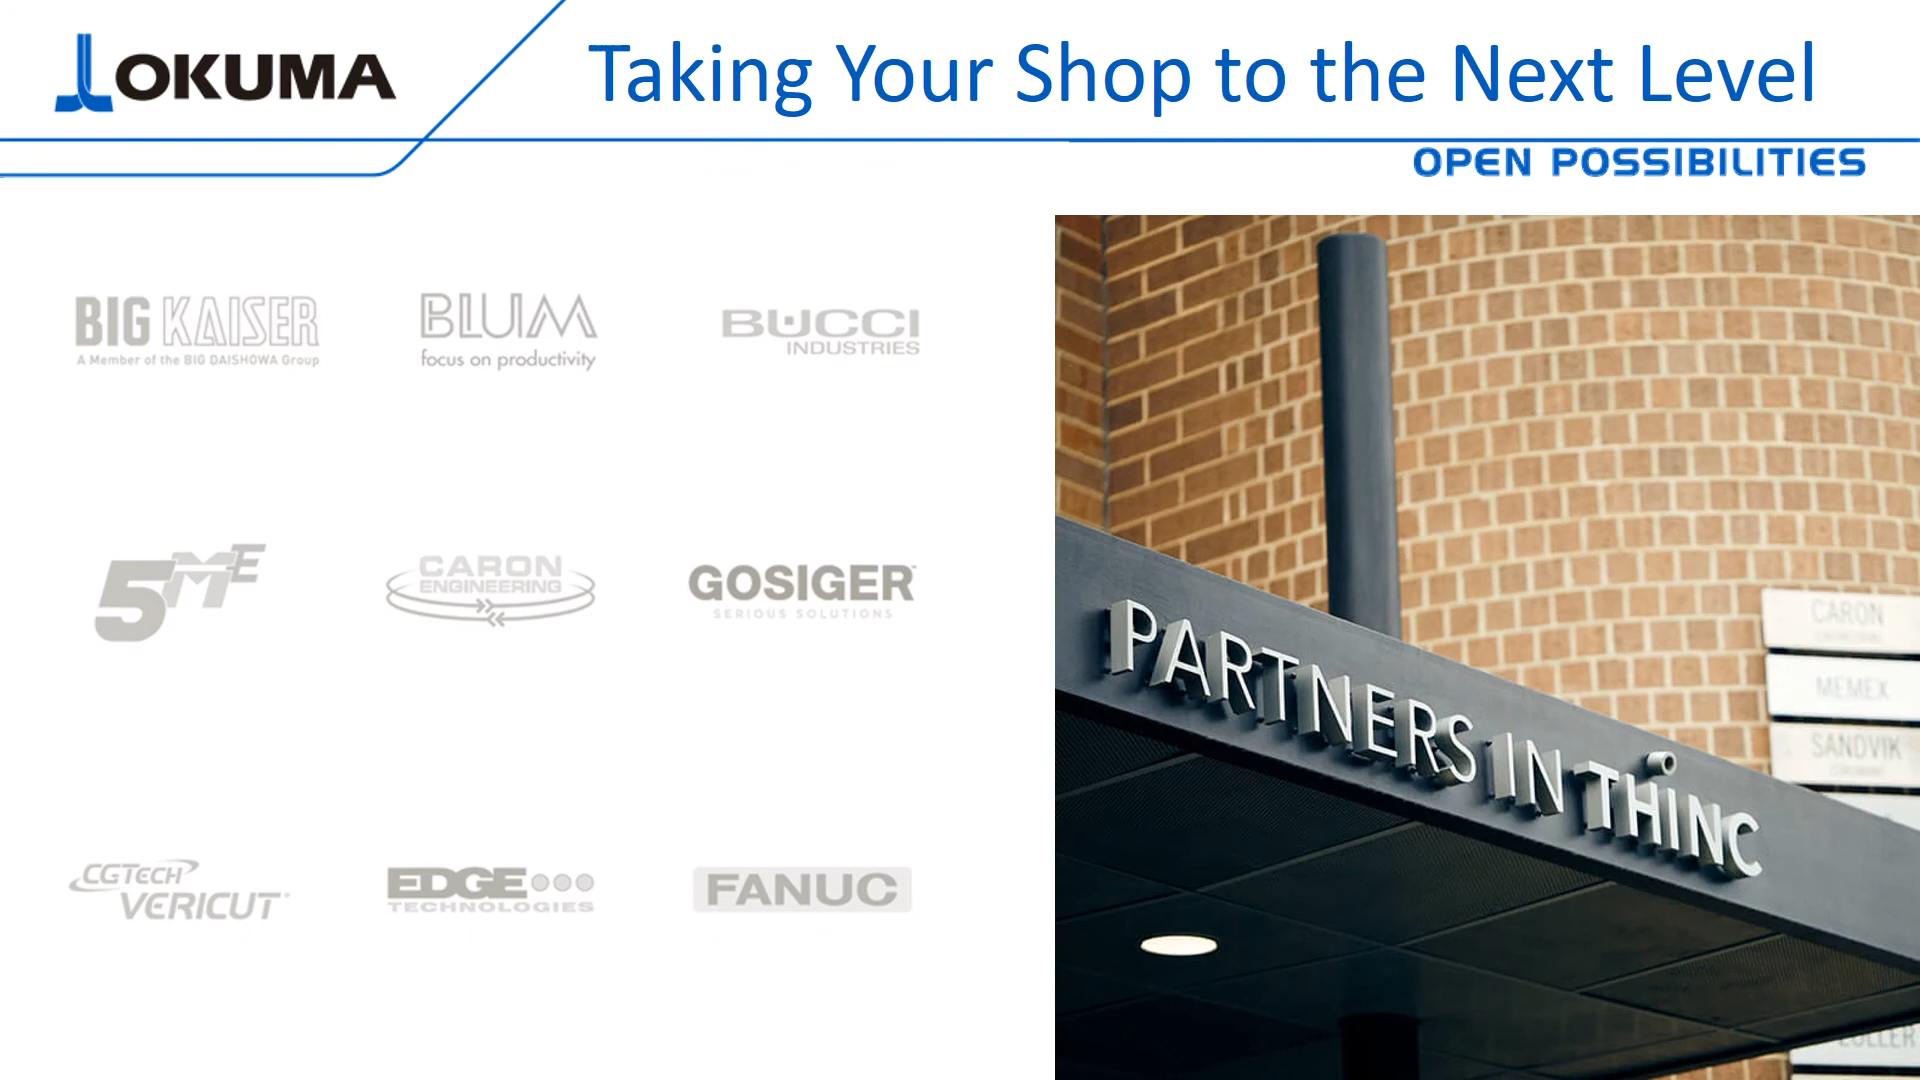 OKUMA
Taking Your Shop to the Next Level
OPEN POSSIBILITIES
BIG KAISER
A Member of the BIG DAISHOWA Group
BLUM
focus on productivity
BUCCI
INDUSTRIES
5ME
CARON
ENGINEERING
GOSIGER™
SERIOUS SOLUTIONS
CGTECH
VERICUT®
EDGE
TECHNOLOGIES
FANUC
PARTNERS IN THINC
CARON
MEMEX
SANDVIK